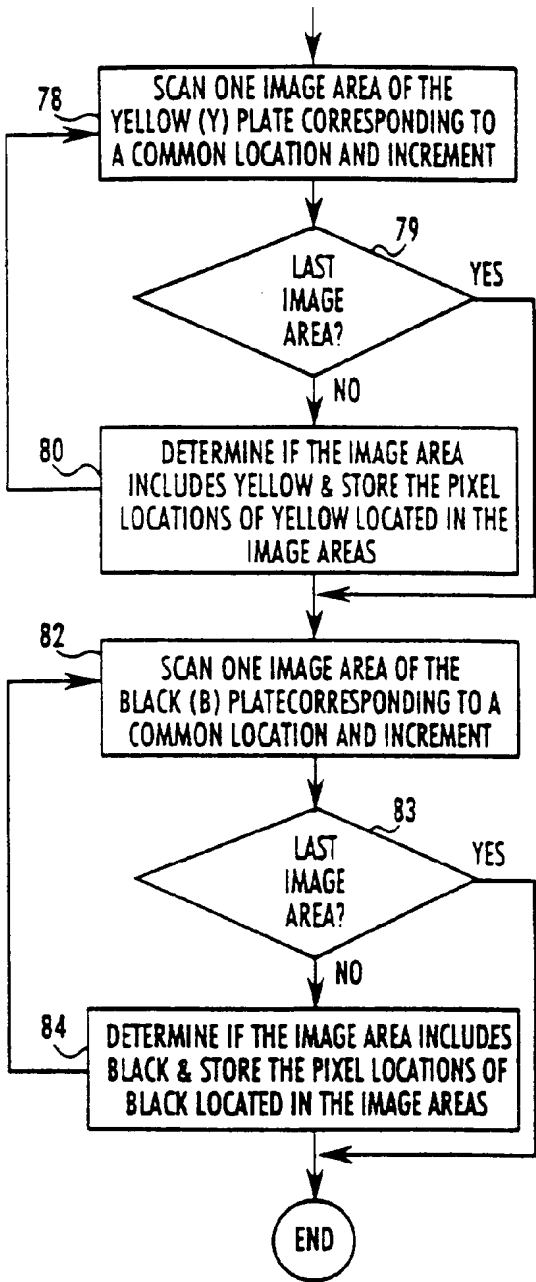 78
SCAN ONE IMAGE AREA OF THE
YELLOW (Y) PLATE CORRESPONDING TO
A COMMON LOCATION AND INCREMENT
79
LAST
IMAGE
AREA?
YES
NO
80
DETERMINE IF THE IMAGE AREA
INCLUDES YELLOW & STORE THE PIXEL
LOCATIONS OF YELLOW LOCATED IN THE
IMAGE AREAS
82
SCAN ONE IMAGE AREA OF THE
BLACK (B) PLATECORRESPONDING TO A
COMMON LOCATION AND INCREMENT
83
LAST
IMAGE
AREA?
YES
NO
84
DETERMINE IF THE IMAGE AREA INCLUDES
BLACK & STORE THE PIXEL LOCATIONS OF
BLACK LOCATED IN THE IMAGE AREAS
END